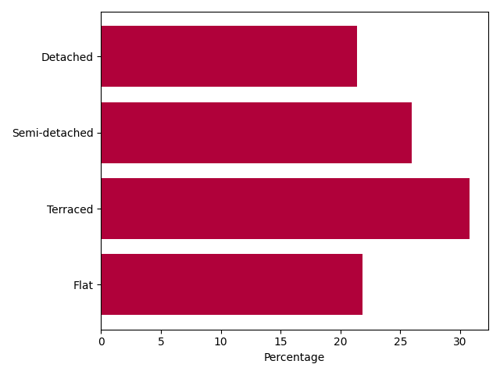 Detached
Semi-detached
Terraced
Flat
0 5 10 15 20 25 30
Percentage